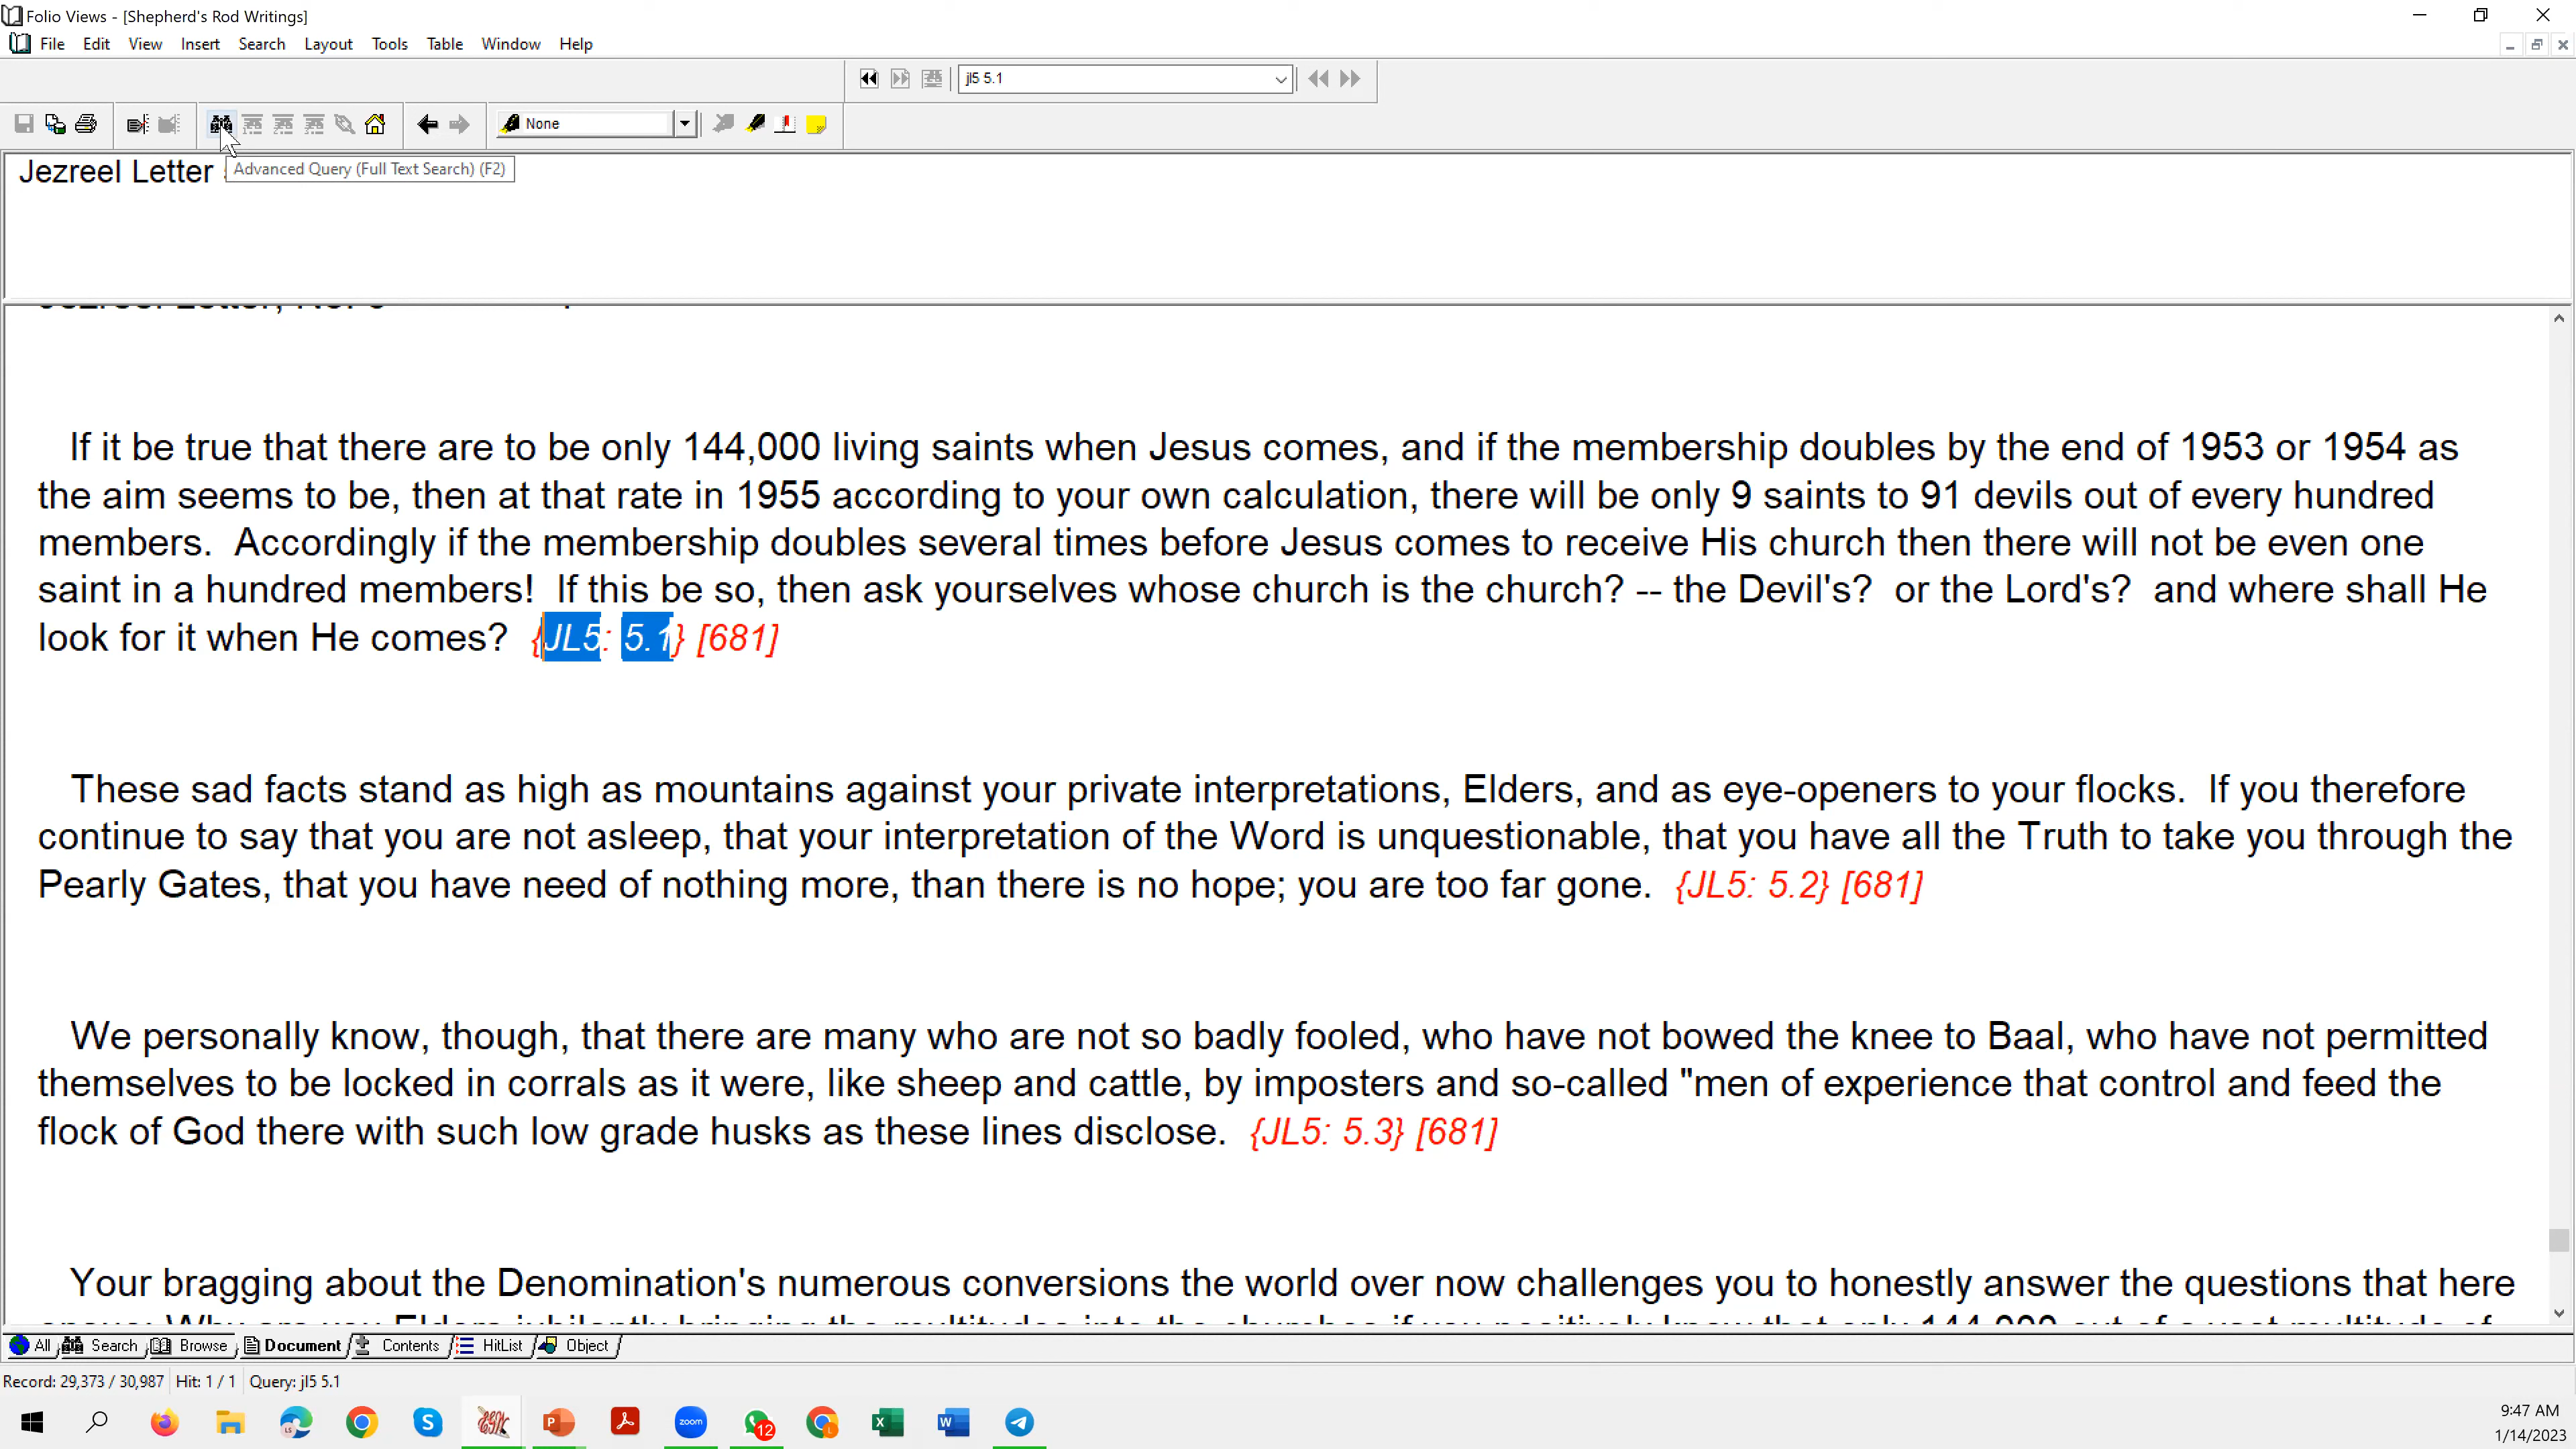 Folio Views - [Shepherd's Rod Writings]
File Edit View Insert Search Layout Tools Table Window Help
jl5 5.1
None
Jezreel Letter
Advanced Query (Full Text Search) (F2)
If it be true that there are to be only 144,000 living saints when Jesus comes, and if the membership doubles by the end of 1953 or 1954 as
the aim seems to be, then at that rate in 1955 according to your own calculation, there will be only 9 saints to 91 devils out of every hundred
members. Accordingly if the membership doubles several times before Jesus comes to receive His church then there will not be even one
saint in a hundred members! If this be so, then ask yourselves whose church is the church? -- the Devil's? or the Lord's? and where shall He
look for it when He comes? {JL5: 5.1} [681]
These sad facts stand as high as mountains against your private interpretations, Elders, and as eye-openers to your flocks. If you therefore
continue to say that you are not asleep, that your interpretation of the Word is unquestionable, that you have all the Truth to take you through the
Pearly Gates, that you have need of nothing more, than there is no hope; you are too far gone. {JL5: 5.2} [681]
We personally know, though, that there are many who are not so badly fooled, who have not bowed the knee to Baal, who have not permitted
themselves to be locked in corrals as it were, like sheep and cattle, by imposters and so-called "men of experience that control and feed the
flock of God there with such low grade husks as these lines disclose. {JL5: 5.3} [681]
Your bragging about the Denomination's numerous conversions the world over now challenges you to honestly answer the questions that here
All Search Browse Document Contents HitList Object
Record: 29,373 / 30,987 Hit: 1 / 1 Query: jl5 5.1
zoom
12
9:47 AM
1/14/2023